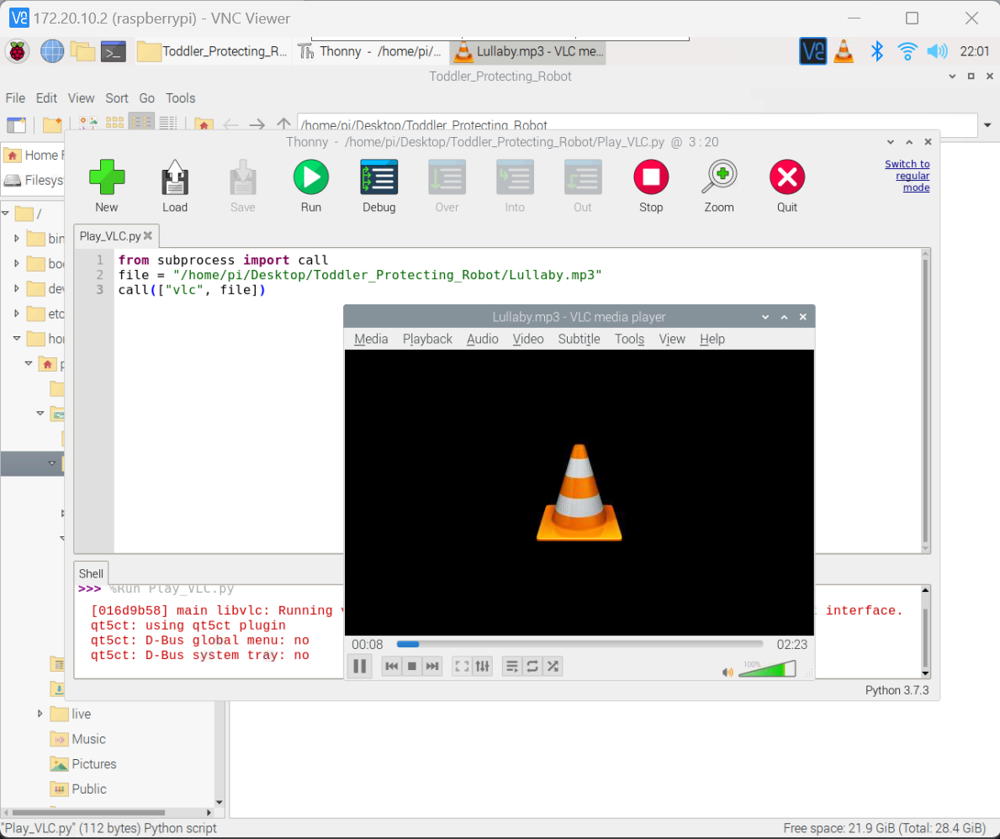 172.20.10.2 (raspberrypi) - VNC Viewer
Toddler_Protecting_R...
Thonny - /home/pi/...
Lullaby.mp3 - VLC me...
22:01
Toddler_Protecting_Robot
File Edit View Sort Go Tools
/home/pi/Desktop/Toddler_Protecting_Robot
Home F
Filesys
Thonny - /home/pi/Desktop/Toddler_Protecting_Robot/Play_VLC.py @ 3 : 20
Switch to
regular
mode
New Load Save Run Debug Over Into Out Stop Zoom Quit
Play_VLC.py
/
bin
boo
dev
etc
hor
p
1 from subprocess import call
2 file = "/home/pi/Desktop/Toddler_Protecting_Robot/Lullaby.mp3"
3 call(["vlc", file])
Lullaby.mp3 - VLC media player
Media Playback Audio Video Subtitle Tools View Help
00:08
02:23
100%
Shell
>>> %Run Play_VLC.py
[016d9b58] main libvlc: Running
interface.
qt5ct: using qt5ct plugin
qt5ct: D-Bus global menu: no
qt5ct: D-Bus system tray: no
Python 3.7.3
live
Music
Pictures
Public
"Play_VLC.py" (112 bytes) Python script
Free space: 21.9 GiB (Total: 28.4 GiB)